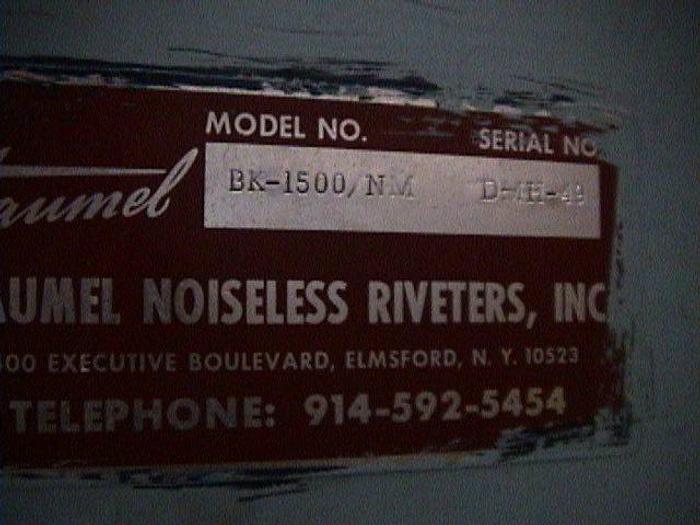 MODEL NO. SERIAL NO.
aumel BK-1500/NM
AUMEL NOISELESS RIVETERS, INC
00 EXECUTIVE BOULEVARD, ELMSFORD, N. Y. 10523
TELEPHONE: 914-592-5454